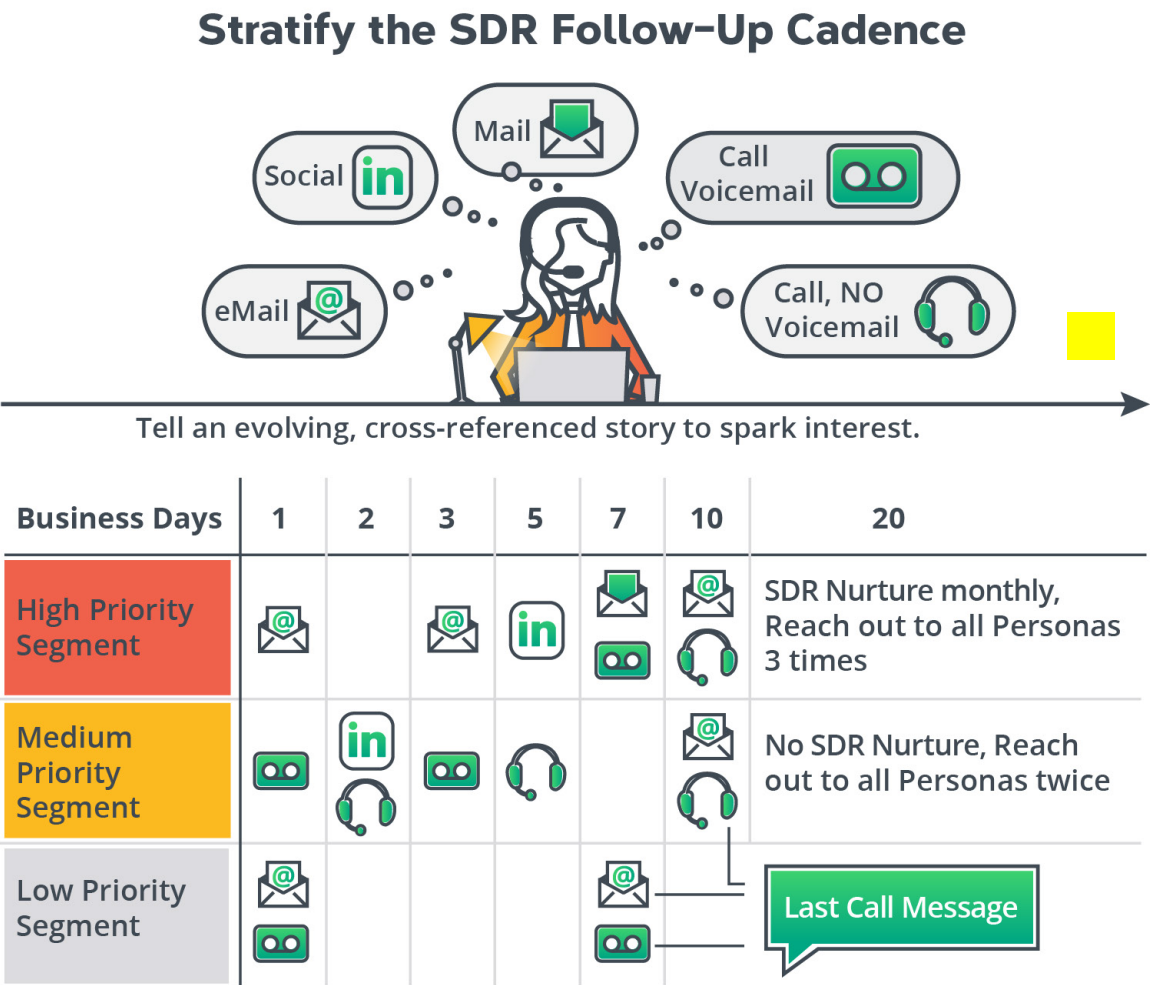 Stratify the SDR Follow-Up Cadence
Mail
Social
in
Call
Voicemail
eMail
@
Call, NO
Voicemail
Tell an evolving, cross-referenced story to spark interest.
Business Days 1 2 3 5 7 10 20
High Priority
Segment
@
@
in
@
SDR Nurture monthly,
Reach out to all Personas
3 times
Medium
Priority
Segment
in
@
No SDR Nurture, Reach
out to all Personas twice
Low Priority
Segment
@
@
Last Call Message